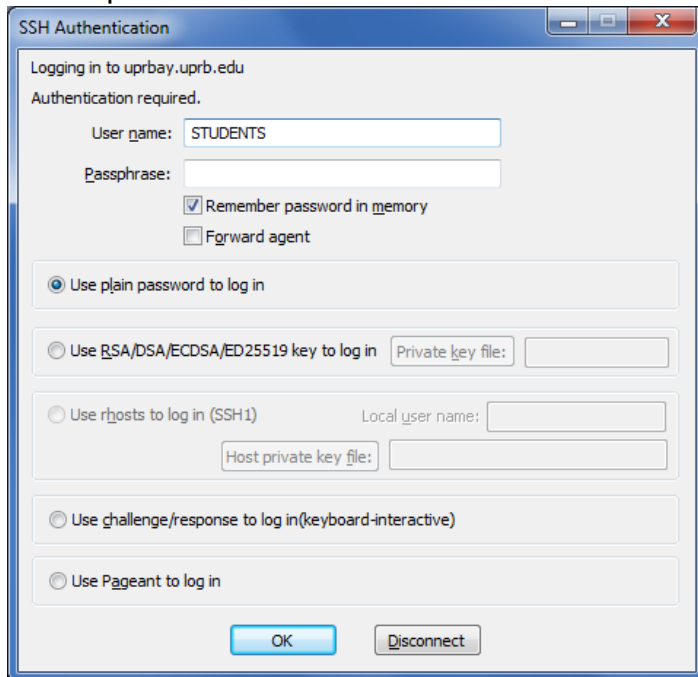 SSH Authentication
Logging in to uprbay.uprb.edu
Authentication required.
User name: STUDENTS
Passphrase:
Remember password in memory
Forward agent
Use plain password to log in
Use RSA/DSA/ECDSA/ED25519 key to log in Private key file:
Use rhosts to log in (SSH1) Local user name:
Host private key file:
Use challenge/response to log in(keyboard-interactive)
Use Pageant to log in
OK Disconnect